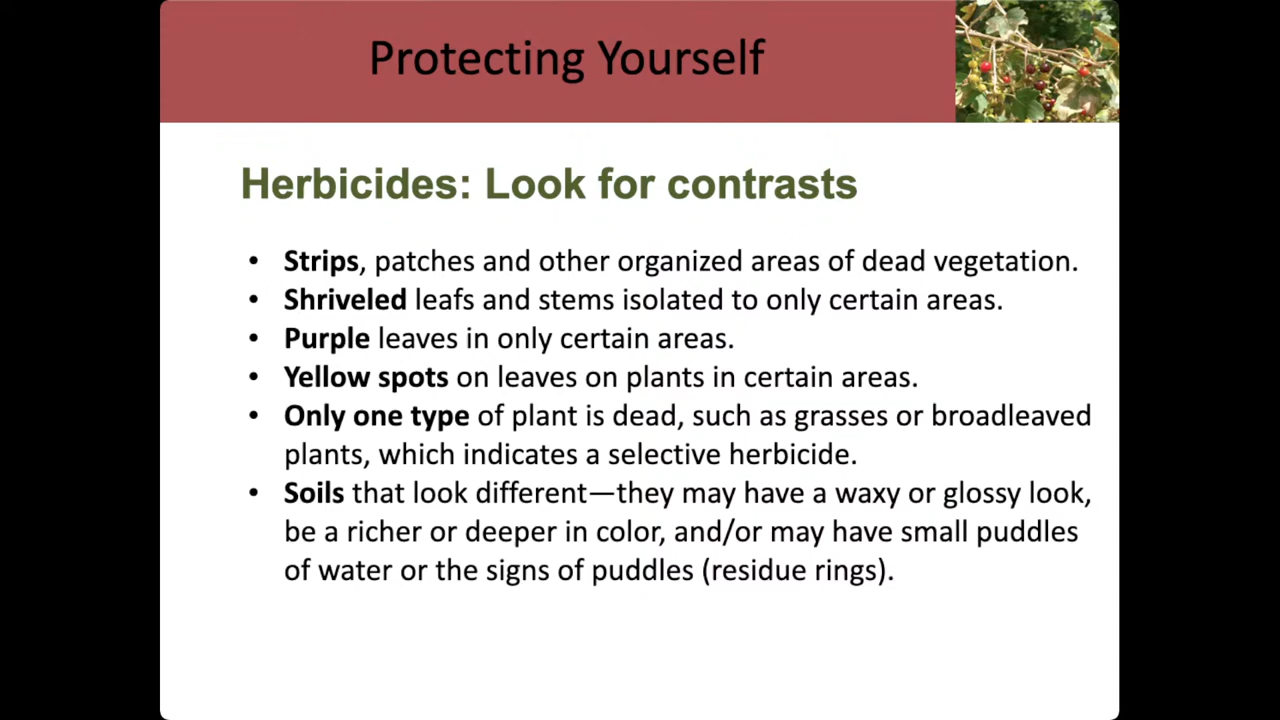 Protecting Yourself
Herbicides: Look for contrasts
• Strips, patches and other organized areas of dead vegetation.
• Shriveled leafs and stems isolated to only certain areas.
• Purple leaves in only certain areas.
• Yellow spots on leaves on plants in certain areas.
• Only one type of plant is dead, such as grasses or broadleaved
plants, which indicates a selective herbicide.
• Soils that look different—they may have a waxy or glossy look,
be a richer or deeper in color, and/or may have small puddles
of water or the signs of puddles (residue rings).